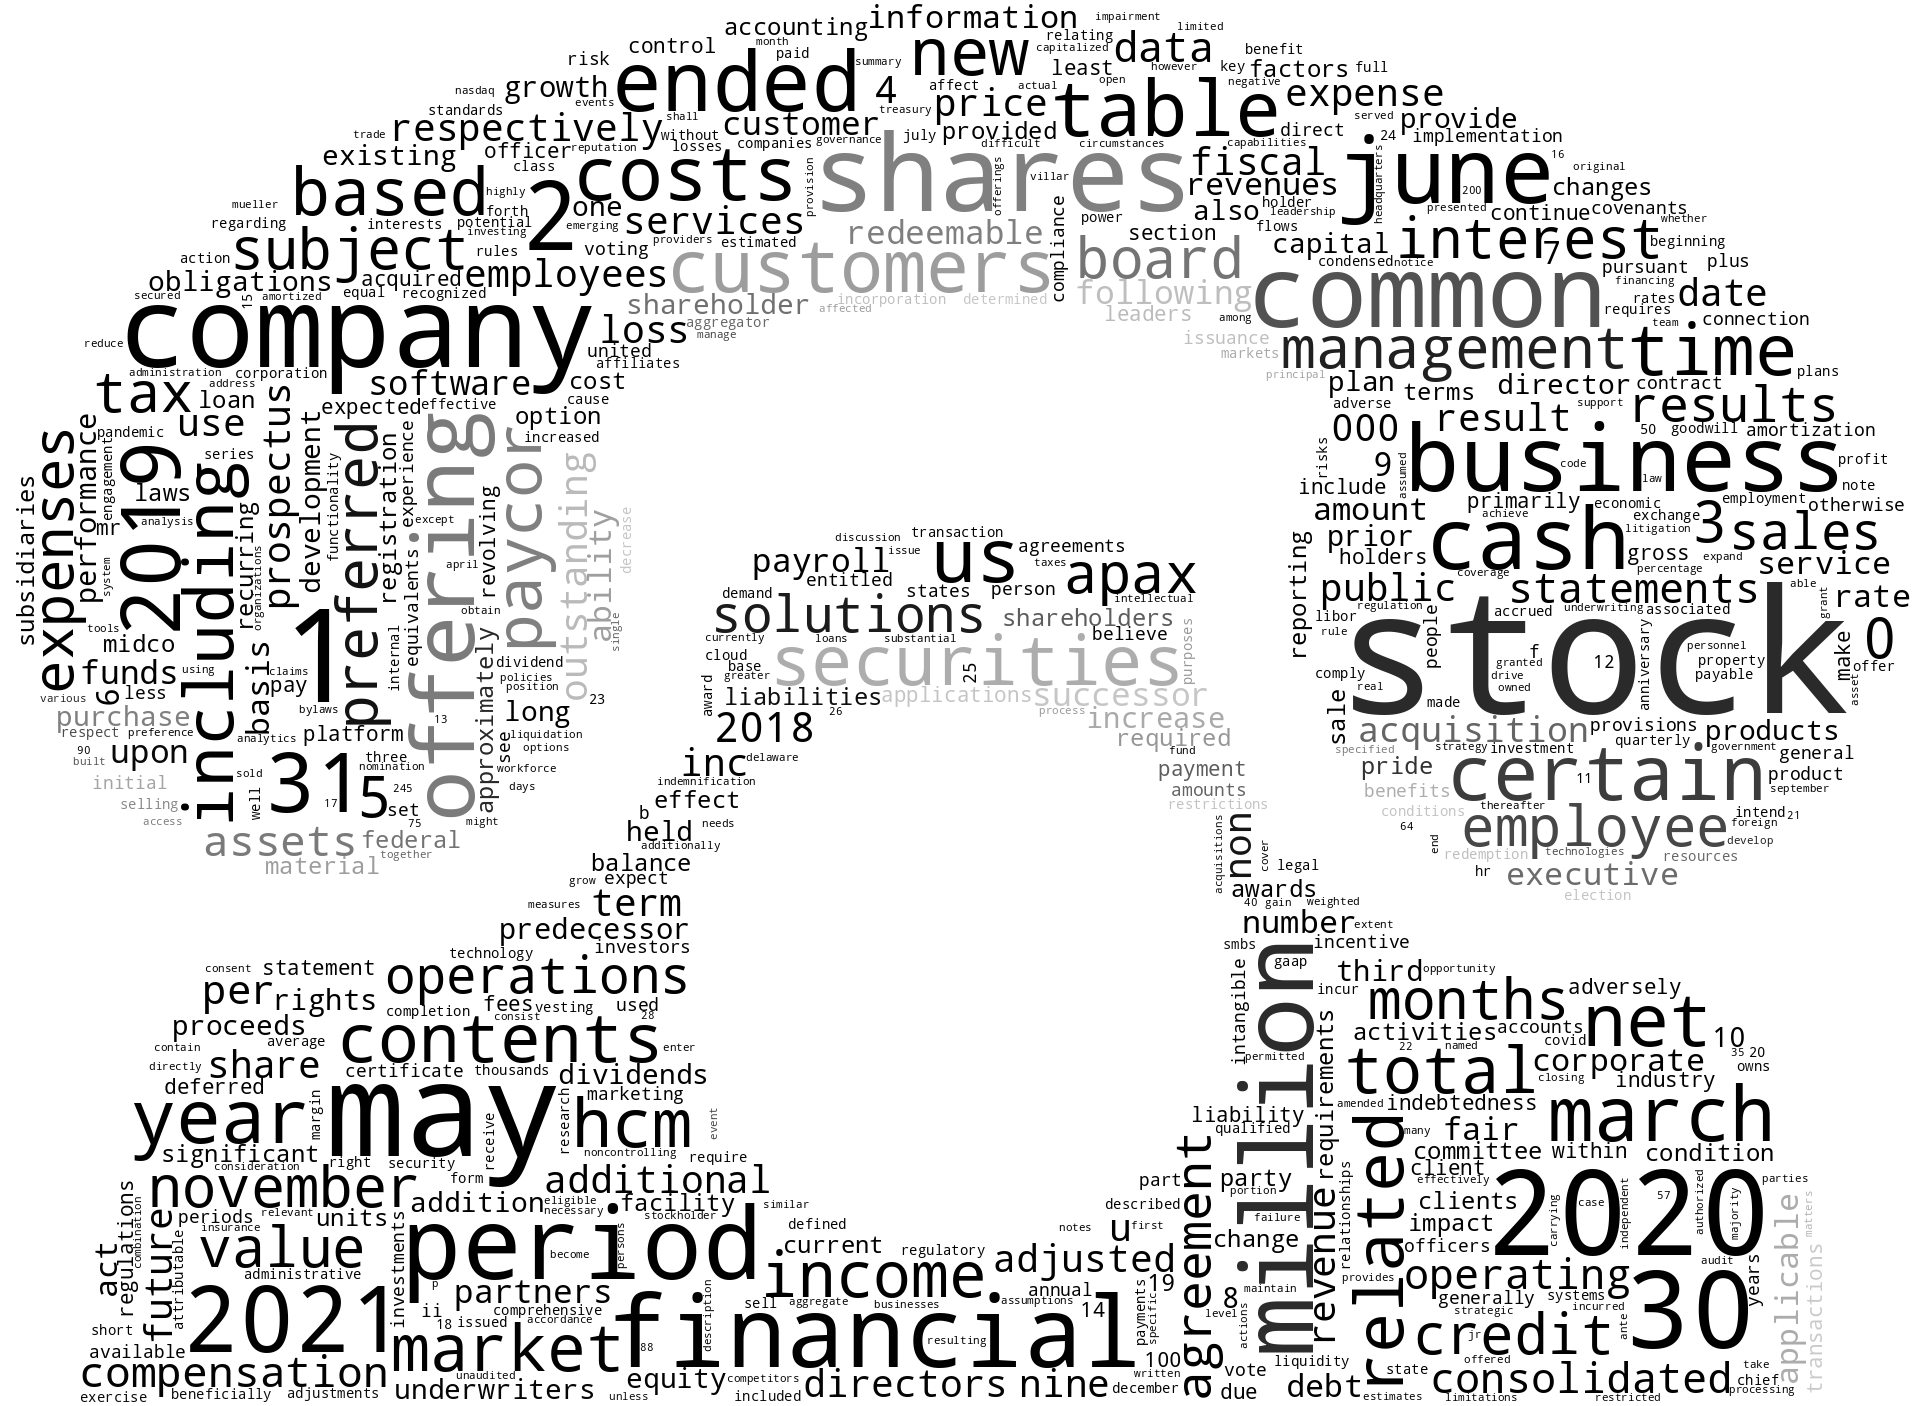 information impairment
accounting limited
month relating
control paid new capitalized data benefit
risk ended summary least however key factors full
nasdaq growth events 4 affect actual open negative expense
standards shall treasury price table
trade respectively without customer july provided direct served provide
existing officer reputation losses companies governance difficult circumstances capabilities 24 implementation
class costs shares fiscal june 16 original
based highly 2 provision offerings villar revenues headquarters 200 changes
mueller forth one services compliance power also holder leadership presented continue covenants whether
regarding interests potential emerging redeemable section flows
subject investing rules voting providers estimated board capital interest 7 beginning
action acquired employees customers condensed notice pursuant plus
obligations equal recognized following common financing
secured 15 amortized shareholder incorporation determined rates date
company loss aggregator affected leaders among requires
reduce united manage issuance management team connection
administration corporation affiliates markets time
tax address software cost principal plan terms director contract plans
loan expected effective cause adverse result support results
pandemic use option 000 50 goodwill amortization
expenses performance engagement 2019 laws series prospectus development preferred offering paycor increased risks business
including recurring functionality registration experience except outstanding 9 assumed code law profit
subsidiaries mr analysis organizations equivalents revolving ability decrease include primarily economic employment note
system april discussion transaction amount achieve exchange 3 otherwise
payroll issue us agreements prior cash litigation sales
entitled taxes apax holders gross expand
tools obtain demand states person reporting public coverage percentage service
midco 1 internal single solutions intellectual regulation statements able
shareholders libor accrued underwriting associated grant rate
currently loans substantial believe rule people f anniversary personnel 0
funds using claims dividend cloud securities purposes comply stock 12 property make
various 6 less basis pay approximately policies base 25 granted drive payable offer
bylaws position greater real owned asset
purchase 13 long 23 award liabilities applications successor sale made
respect preference platform see liquidation 2018 26 process increase acquisition provisions products
90 upon analytics three options required specified strategy quarterly government
built nomination workforce inc delaware fund investment general
initial sold 31 245 days indemnification payment pride certain product
selling well 17 5 set effect amounts benefits 11 september
access 75 might b restrictions conditions thereafter intend 21
assets federal held needs 64 employee foreign
together additionally non end develop
material balance acquisitions cover legal redemption technologies resources
grow expect hr executive
measures term awards election
40 gain weighted
predecessor number extent
technology investors smbs incentive
consent statement operations gaap third opportunity
per rights fees vesting used intangible million incur months adversely
completion consist 28
proceeds average contents activities accounts net 10
contain enter requirements 22 named covid
directly share permitted total corporate 35 20
deferred certificate thousands dividends closing owns
margin may marketing industry
year receive research hcm event liability amended indebtedness march
qualified many fair
significant noncontrolling agreement committee within condition
consideration right security require client
november form additional part party effectively 2020 parties
combination addition eligible facility similar portion relationships clients carrying case independent 57 authorized majority applicable matters
periods relevant units necessary stockholder described
regulations insurance period persons defined u first notes failure impact
act future value become current regulatory change officers audit
administrative income adjusted revenue related operating years transactions
attributable investments p partners annual provides
2021 ii comprehensive sell aggregate businesses assumptions payments specific 19 maintain generally systems 30
short 18 issued accordance description 14 8 level actions strategic incurred
available market 88 financial resulting credit jr ante
compensation unaudited 100 vote liquidity state offered take
equity competitors written debt consolidated chief
exercise beneficially adjustments underwriters unless included directors nine december due estimates limitations restricted processing